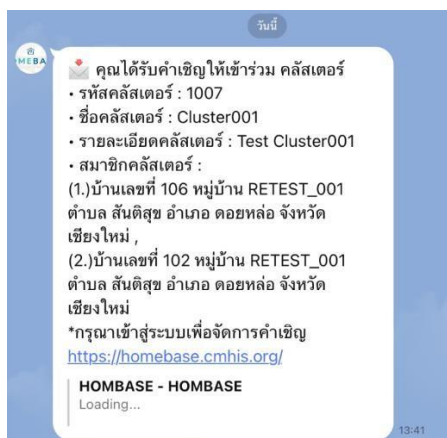 วันนี้
MEBA
📩 คุณได้รับคำเชิญให้เข้าร่วม คลัสเตอร์
• รหัสคลัสเตอร์ : 1007
• ชื่อคลัสเตอร์ : Cluster001
• รายละเอียดคลัสเตอร์ : Test Cluster001
• สมาชิกคลัสเตอร์ :
(1.)บ้านเลขที่ 106 หมู่บ้าน RETEST_001
ตำบล สันติสุข อำเภอ ดอยหล่อ จังหวัด
เชียงใหม่ ,
(2.)บ้านเลขที่ 102 หมู่บ้าน RETEST_001
ตำบล สันติสุข อำเภอ ดอยหล่อ จังหวัด
เชียงใหม่
*กรุณาเข้าสู่ระบบเพื่อจัดการคำเชิญ
https://homebase.cmhis.org/
HOMBASE - HOMBASE
Loading...
13:41